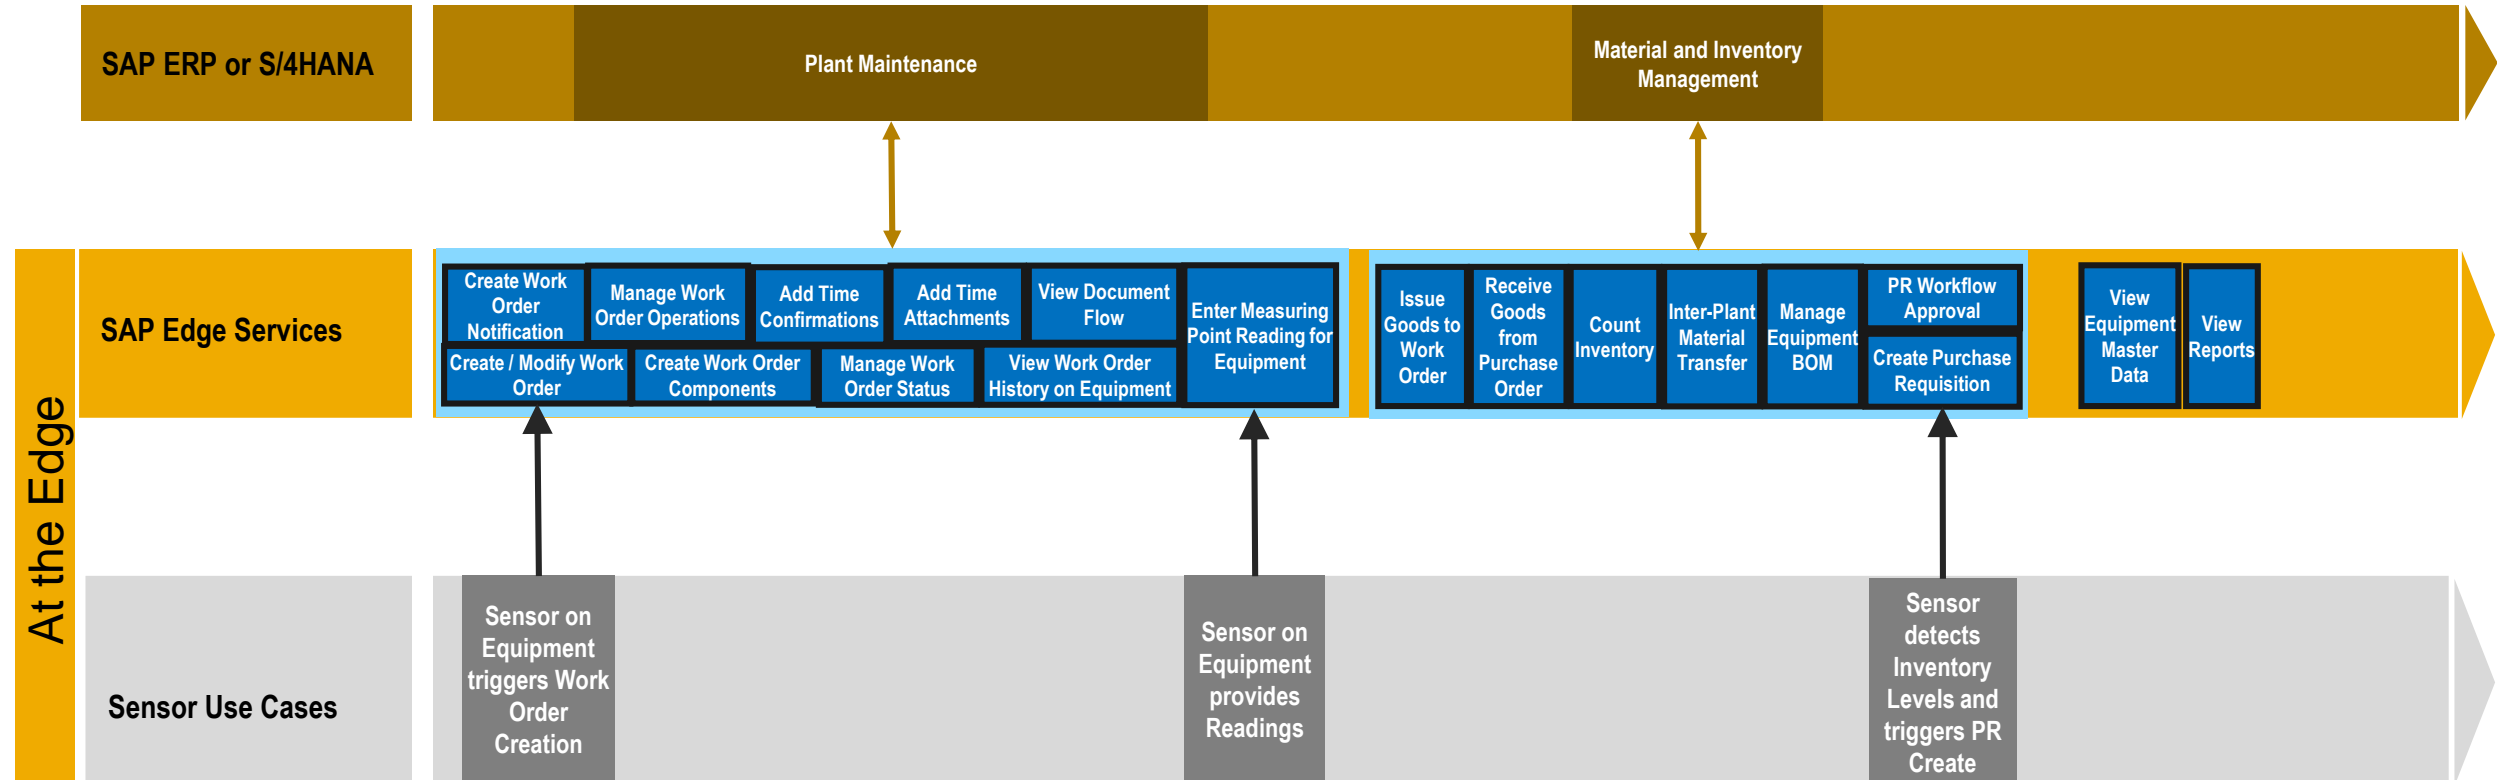 SAP ERP or S/4HANA
Plant Maintenance
Material and Inventory
Management
At the Edge
SAP Edge Services
Create Work
Order
Notification
Manage Work
Order Operations
Add Time
Confirmations
Add Time
Attachments
View Document
Flow
Enter Measuring
Point Reading for
Equipment
Create / Modify Work
Order
Create Work Order
Components
Manage Work
Order Status
View Work Order
History on Equipment
Issue
Goods to
Work
Order
Receive
Goods
from
Purchase
Order
Count
Inventory
Inter-Plant
Material
Transfer
Manage
Equipment
BOM
PR Workflow
Approval
Create Purchase
Requisition
View
Equipment
Master
Data
View
Reports
Sensor Use Cases
Sensor on
Equipment
triggers Work
Order
Creation
Sensor on
Equipment
provides
Readings
Sensor
detects
Inventory
Levels and
triggers PR
Create